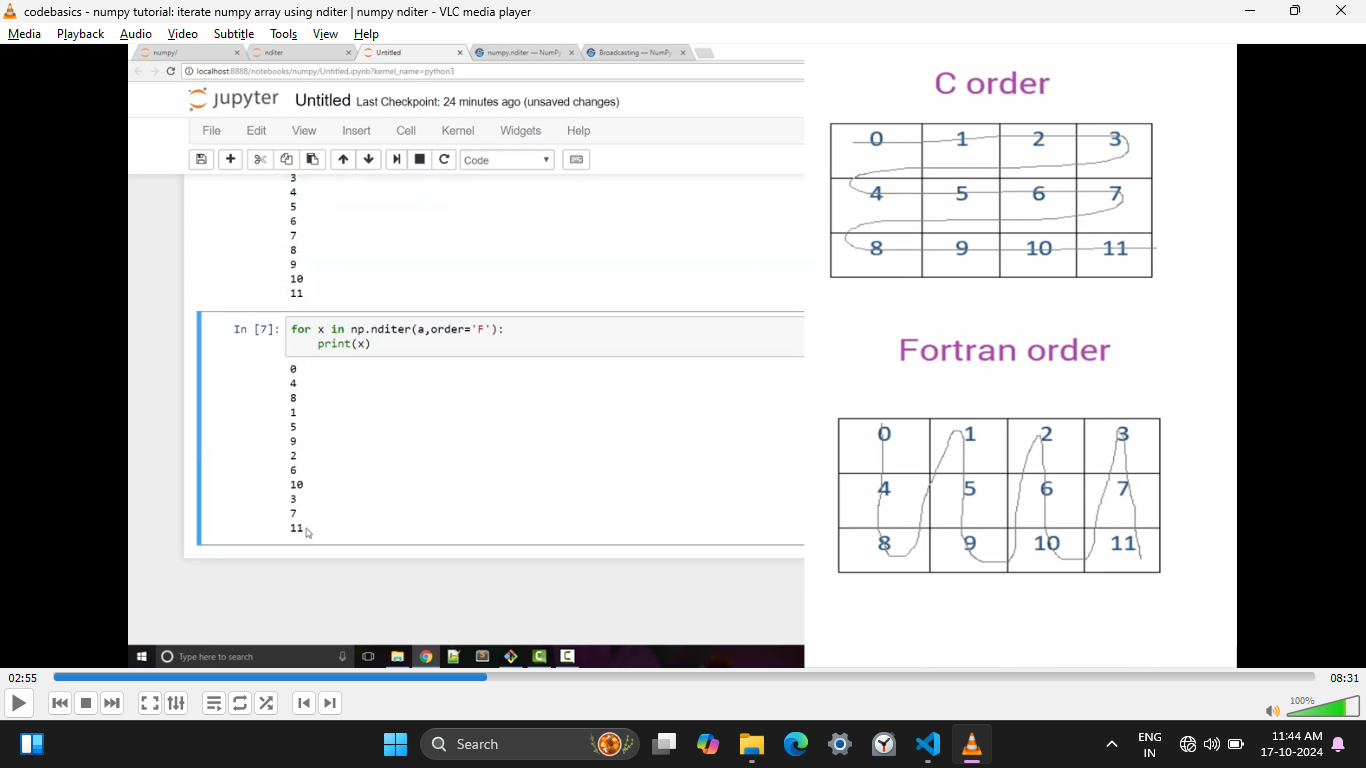 codebasics - numpy tutorial: iterate numpy array using nditer | numpy nditer - VLC media player
Media Playback Audio Video Subtitle Tools View Help
numpy/ nditer Untitled numpy.nditer — NumPy Broadcasting — NumPy
localhost:8888/notebooks/numpy/Untitled.ipynb?kernel_name=python3
jupyter Untitled Last Checkpoint: 24 minutes ago (unsaved changes)
File Edit View Insert Cell Kernel Widgets Help
Code
3
4
5
6
7
8
9
10
11
In [7]: for x in np.nditer(a,order='F'):
print(x)
0
4
8
1
5
9
2
6
10
3
7
11
Type here to search
C order
0 1 2 3
4 5 6 7
8 9 10 11
Fortran order
0 1 2 3
4 5 6 7
8 9 10 11
02:55 08:31
100%
Search
ENG
IN
11:44 AM
17-10-2024